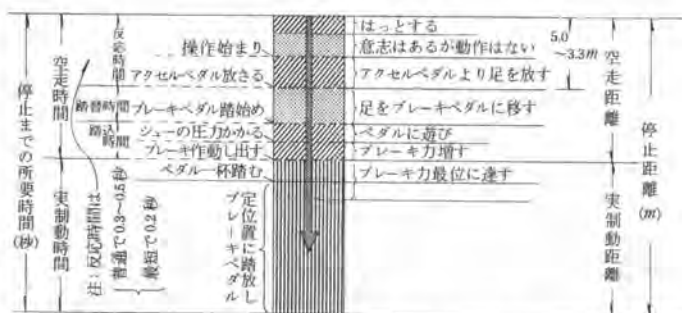 停止までの所要時間(秒)
空走時間
実制動時間
反応時間
踏替時間
踏込時間
注:反応時間は
普通で0.3〜0.5秒
最短で0.2秒
操作始まり
アクセルペダル放さる
ブレーキペダル踏始め
シューの圧力かかる
ブレーキ作動し出す
ペダル一杯踏む
定位置に踏放し
ブレーキペダル
はっとする
意志はあるが動作はない
アクセルペダルより足を放す
足をブレーキペダルに移す
ペダルに遊び
ブレーキ力増す
ブレーキ力最位に達す
5.0
〜3.3m
空走距離
実制動距離
停止距離(m)